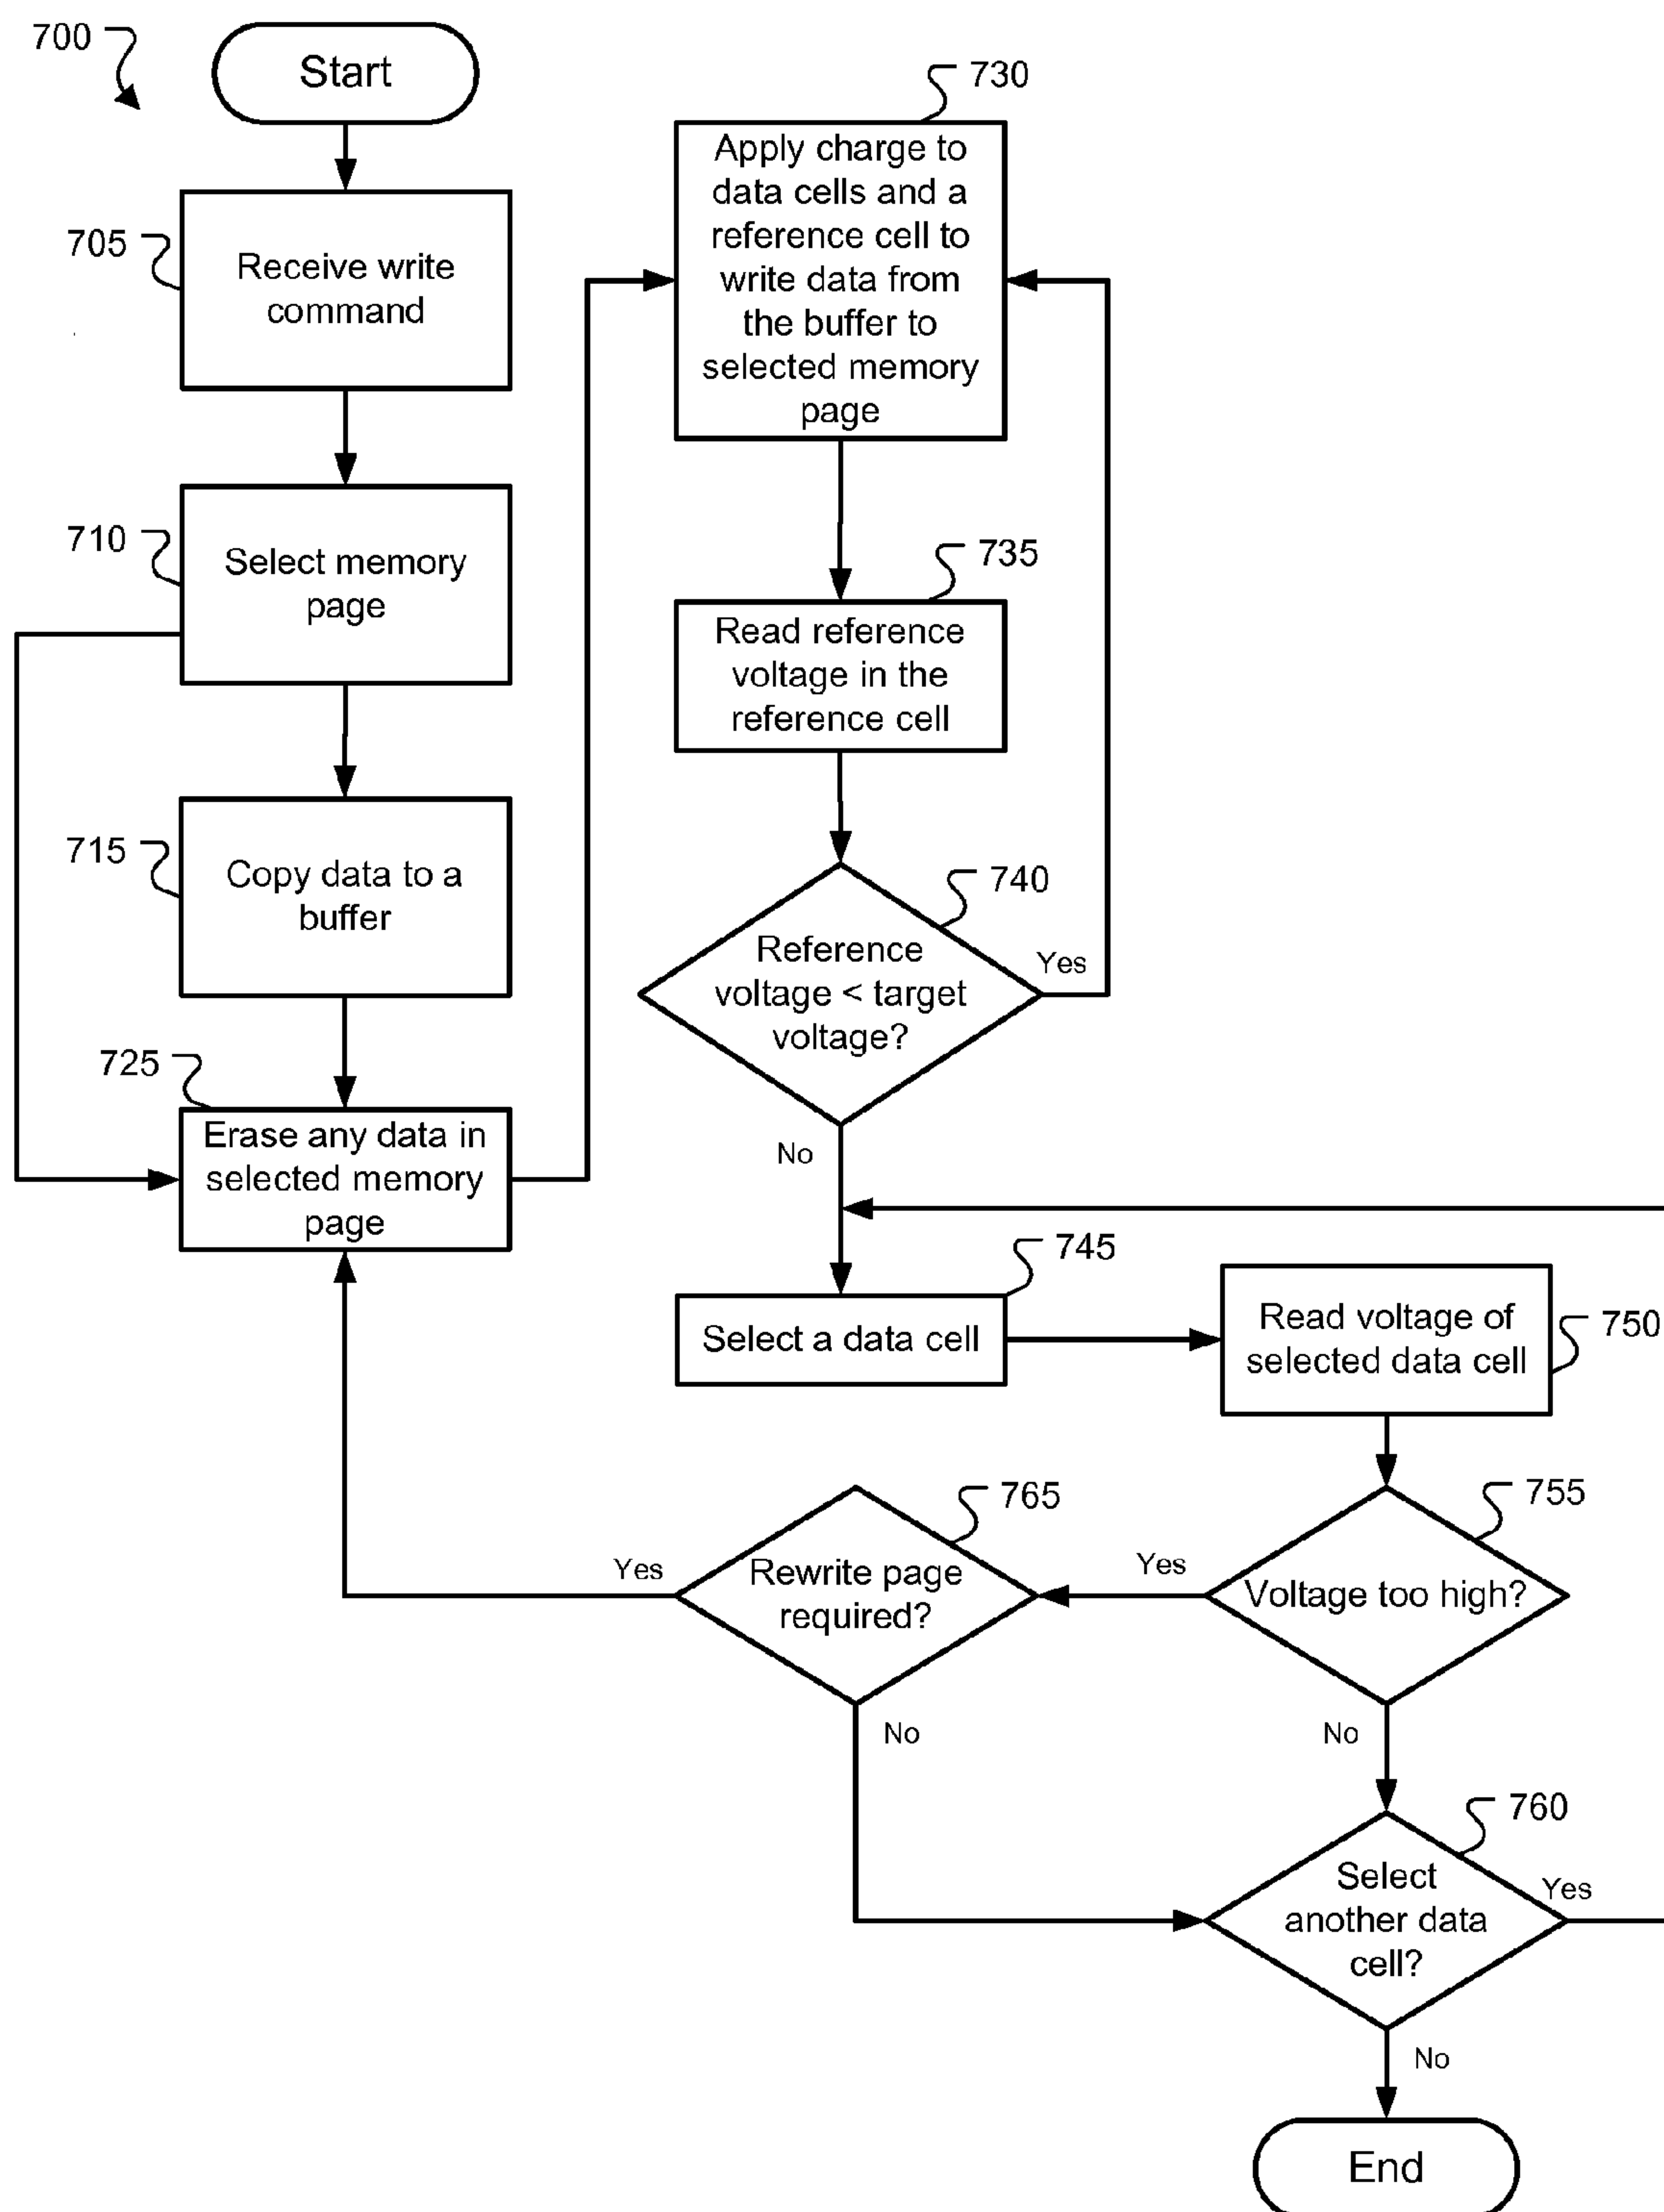 700
Start
705
Receive write
command
710
Select memory
page
715
Copy data to a
buffer
725
Erase any data in
selected memory
page
730
Apply charge to
data cells and a
reference cell to
write data from
the buffer to
selected memory
page
735
Read reference
voltage in the
reference cell
740
Reference
voltage < target
voltage?
Yes
No
745
Select a data cell
750
Read voltage of
selected data cell
755
Voltage too high?
Yes
No
765
Rewrite page
required?
Yes
No
760
Select
another data
cell?
Yes
No
End